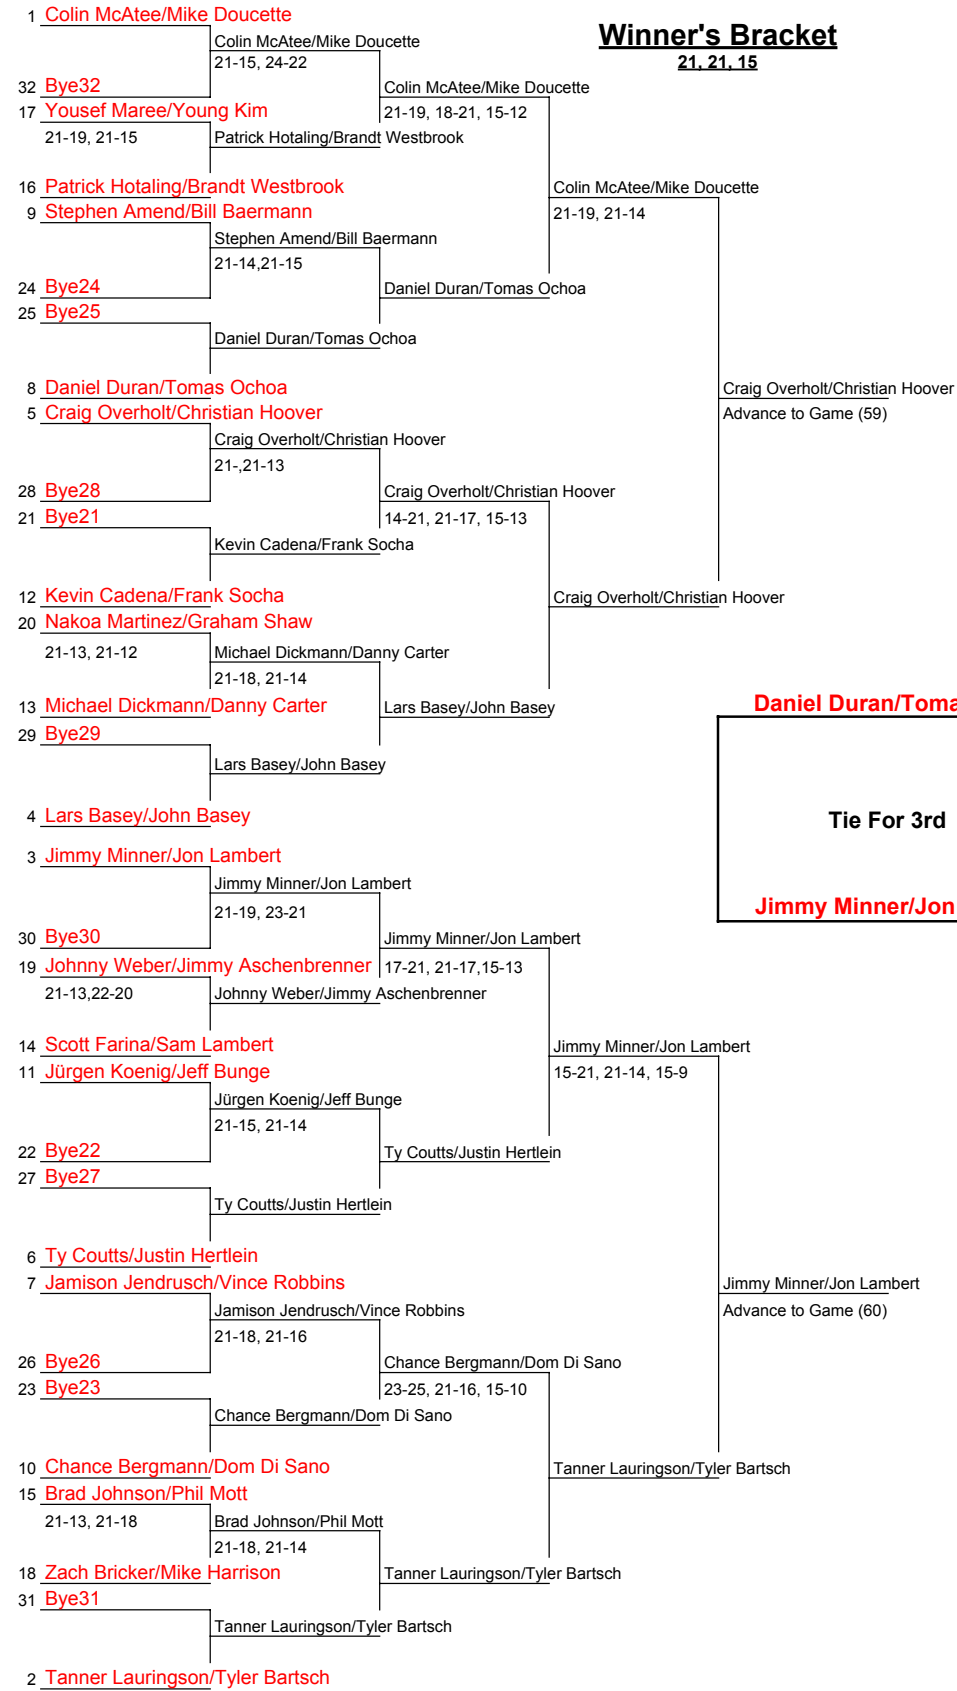 1 Colin McAtee/Mike Doucette
Winner's Bracket
Colin McAtee/Mike Doucette
21, 21, 15
21-15, 24-22
32 Bye32
Colin McAtee/Mike Doucette
17 Yousef Maree/Young Kim
21-19, 18-21, 15-12
21-19, 21-15
Patrick Hotaling/Brandt Westbrook
16 Patrick Hotaling/Brandt Westbrook
Colin McAtee/Mike Doucette
9 Stephen Amend/Bill Baermann
21-19, 21-14
Stephen Amend/Bill Baermann
21-14,21-15
24 Bye24
Daniel Duran/Tomas Ochoa
25 Bye25
Daniel Duran/Tomas Ochoa
8 Daniel Duran/Tomas Ochoa
Craig Overholt/Christian Hoover
5 Craig Overholt/Christian Hoover
Advance to Game (59)
Craig Overholt/Christian Hoover
21-,21-13
28 Bye28
Craig Overholt/Christian Hoover
21 Bye21
14-21, 21-17, 15-13
Kevin Cadena/Frank Socha
12 Kevin Cadena/Frank Socha
Craig Overholt/Christian Hoover
20 Nakoa Martinez/Graham Shaw
21-13, 21-12
Michael Dickmann/Danny Carter
21-18, 21-14
13 Michael Dickmann/Danny Carter
Lars Basey/John Basey
Daniel Duran/Toma
29 Bye29
Lars Basey/John Basey
4 Lars Basey/John Basey
Tie For 3rd
3 Jimmy Minner/Jon Lambert
Jimmy Minner/Jon Lambert
21-19, 23-21
Jimmy Minner/Jon
30 Bye30
Jimmy Minner/Jon Lambert
19 Johnny Weber/Jimmy Aschenbrenner
17-21, 21-17,15-13
21-13,22-20
Johnny Weber/Jimmy Aschenbrenner
14 Scott Farina/Sam Lambert
Jimmy Minner/Jon Lambert
11 Jürgen Koenig/Jeff Bunge
15-21, 21-14, 15-9
Jürgen Koenig/Jeff Bunge
21-15, 21-14
22 Bye22
Ty Coutts/Justin Hertlein
27 Bye27
Ty Coutts/Justin Hertlein
6 Ty Coutts/Justin Hertlein
7 Jamison Jendrusch/Vince Robbins
Jimmy Minner/Jon Lambert
Jamison Jendrusch/Vince Robbins
Advance to Game (60)
21-18, 21-16
26 Bye26
Chance Bergmann/Dom Di Sano
23 Bye23
23-25, 21-16, 15-10
Chance Bergmann/Dom Di Sano
10 Chance Bergmann/Dom Di Sano
Tanner Lauringson/Tyler Bartsch
15 Brad Johnson/Phil Mott
21-13, 21-18
Brad Johnson/Phil Mott
21-18, 21-14
18 Zach Bricker/Mike Harrison
Tanner Lauringson/Tyler Bartsch
31 Bye31
Tanner Lauringson/Tyler Bartsch
2 Tanner Lauringson/Tyler Bartsch